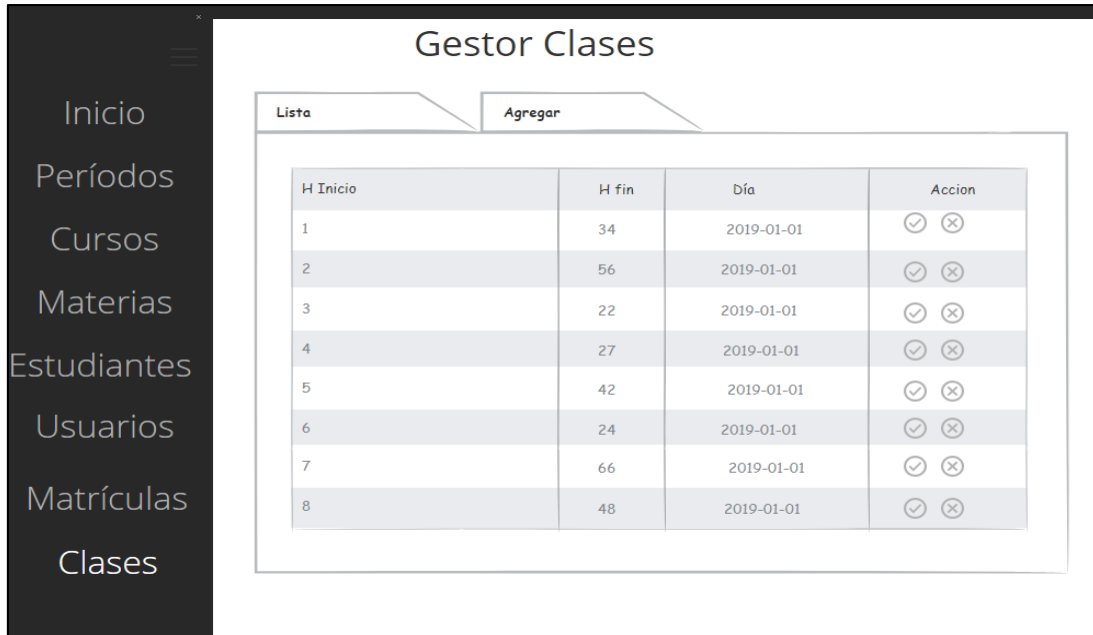 Gestor Clases
Inicio
Períodos
Cursos
Materias
Estudiantes
Usuarios
Matrículas
Clases
Lista Agregar
H Inicio H fin Día Accion
1 34 2019-01-01
2 56 2019-01-01
3 22 2019-01-01
4 27 2019-01-01
5 42 2019-01-01
6 24 2019-01-01
7 66 2019-01-01
8 48 2019-01-01